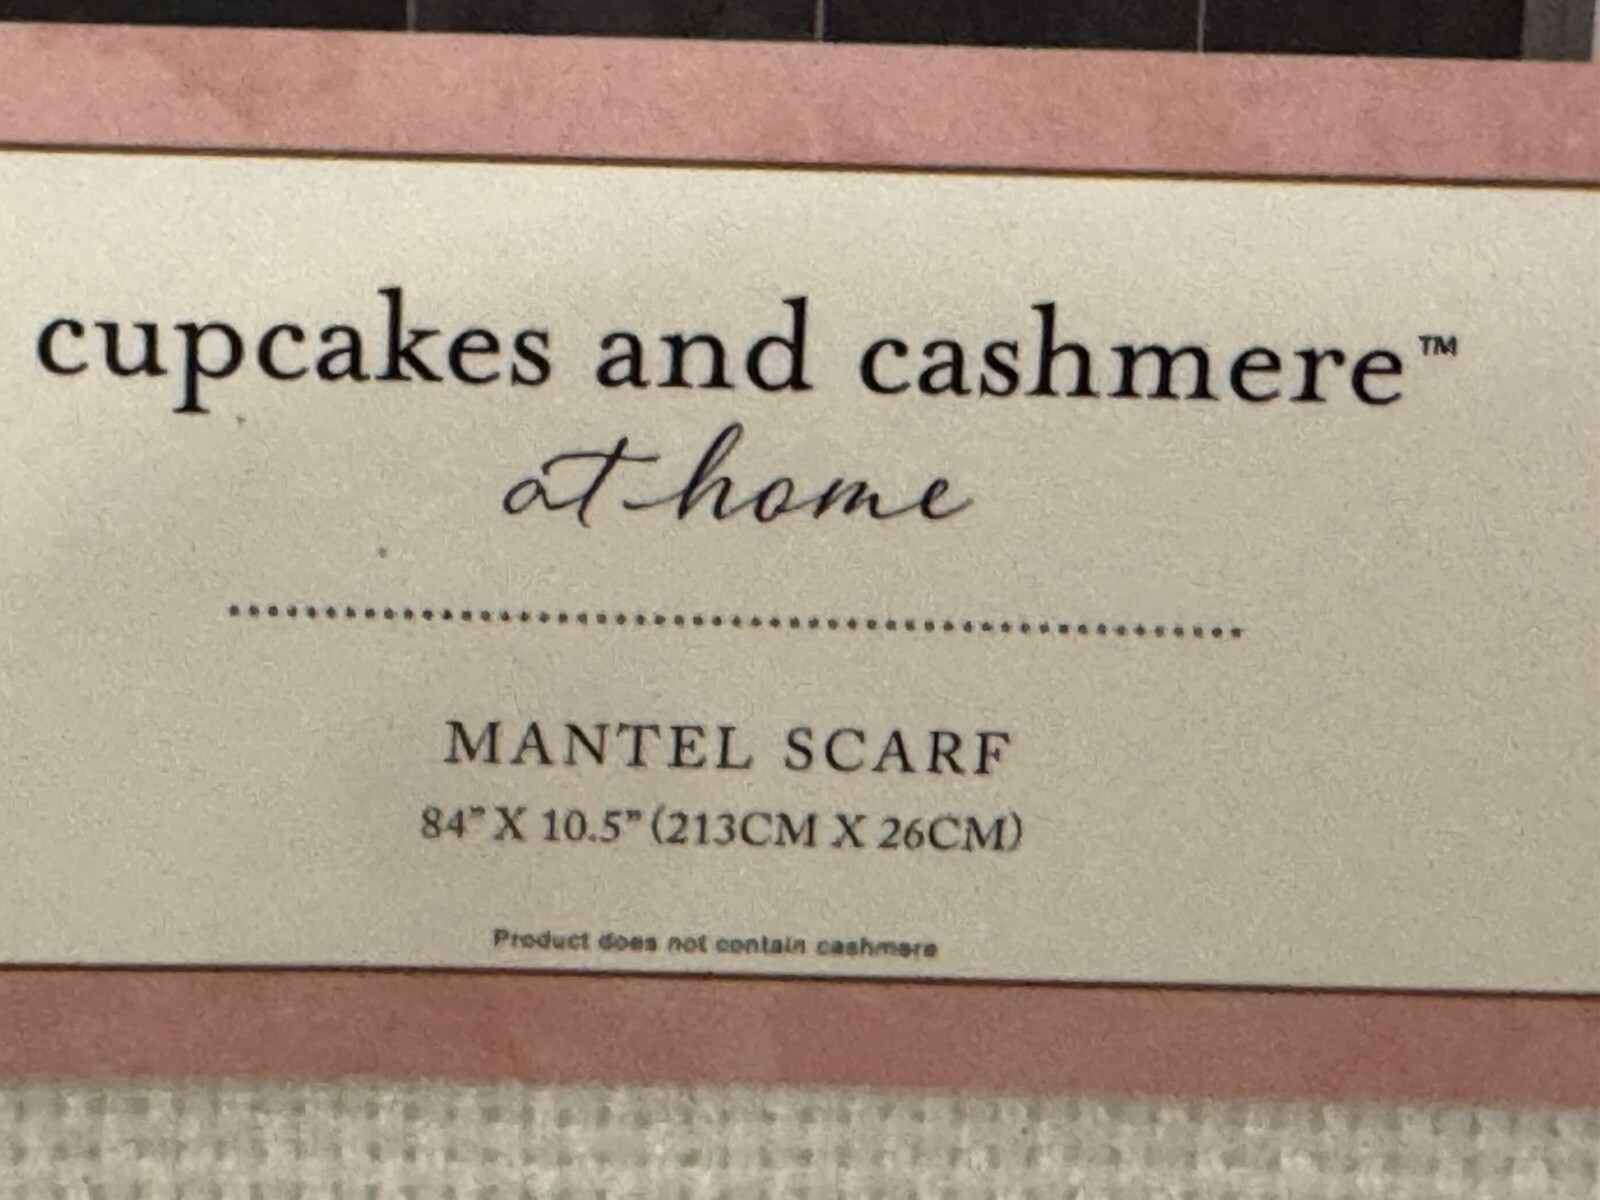 cupcakes and cashmere™
at home
MANTEL SCARF
84” X 10.5” (213CM X 26CM)
Product does not contain cashmere